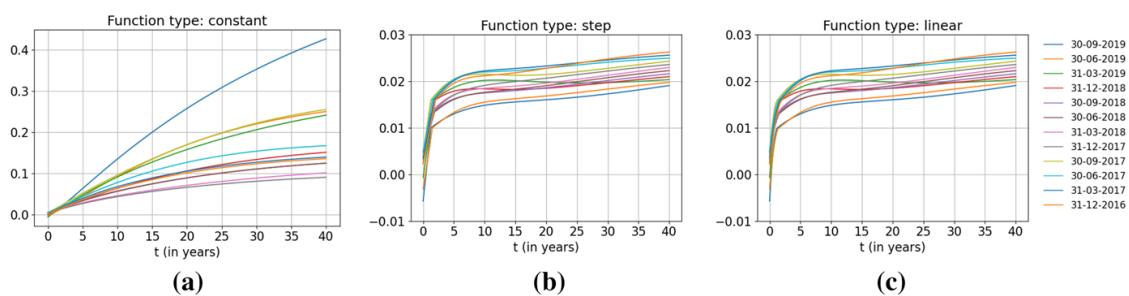 Function type: constant
0.4
0.3
0.2
0.1
0.0
0 5 10 15 20 25 30 35 40
t (in years)
(a)
Function type: step
0.03
0.02
0.01
0.00
−0.01
0 5 10 15 20 25 30 35 40
t (in years)
(b)
Function type: linear
0.03
0.02
0.01
0.00
−0.01
0 5 10 15 20 25 30 35 40
t (in years)
(c)
30-09-2019
30-06-2019
31-03-2019
31-12-2018
30-09-2018
30-06-2018
31-03-2018
31-12-2017
30-09-2017
30-06-2017
31-03-2017
31-12-2016